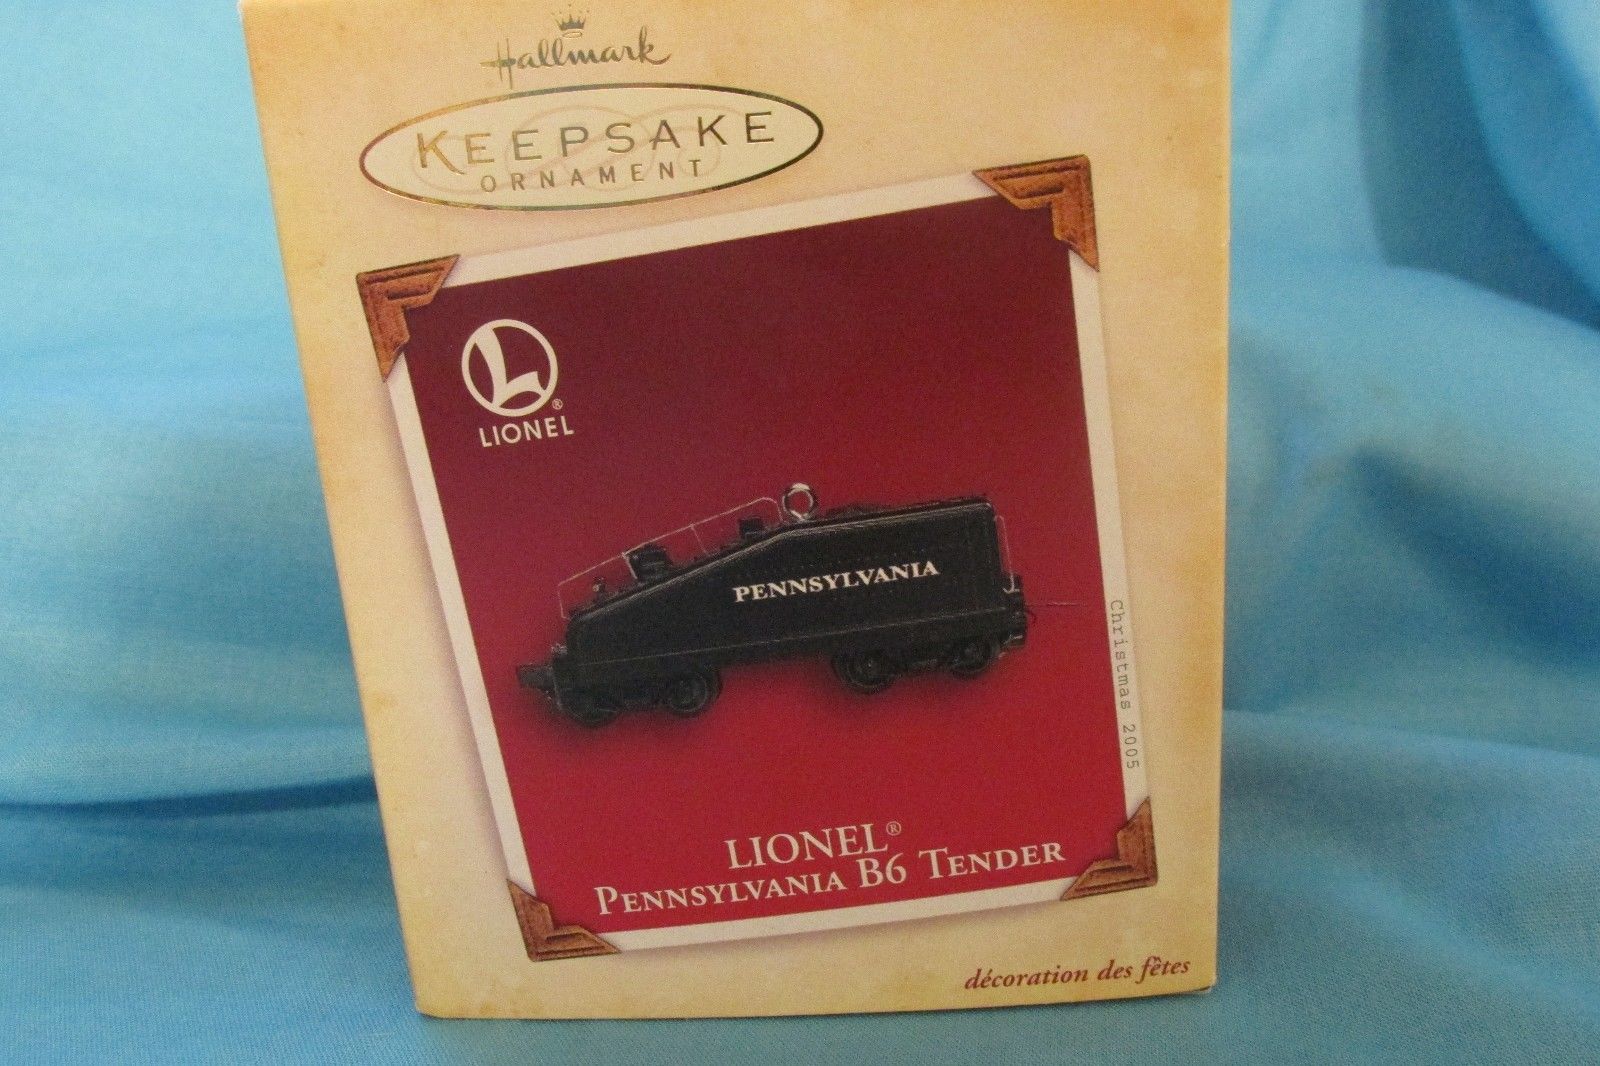 Hallmark
KEEPSAKE
ORNAMENT
L®
LIONEL
PENNSYLVANIA
Christmas 2005
LIONEL®
PENNSYLVANIA B6 TENDER
décoration des fêtes